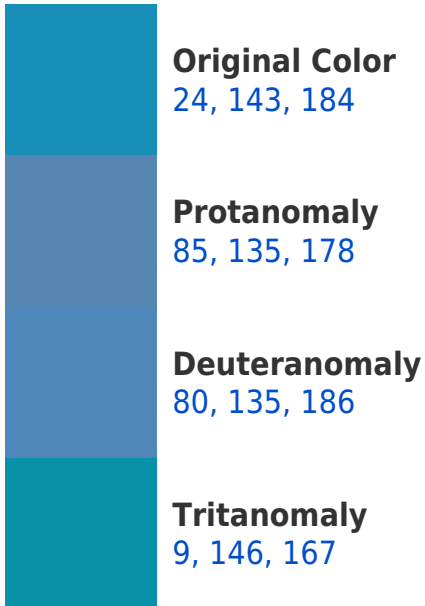 Original Color
24, 143, 184
Protanomaly
85, 135, 178
Deuteranomaly
80, 135, 186
Tritanomaly
9, 146, 167